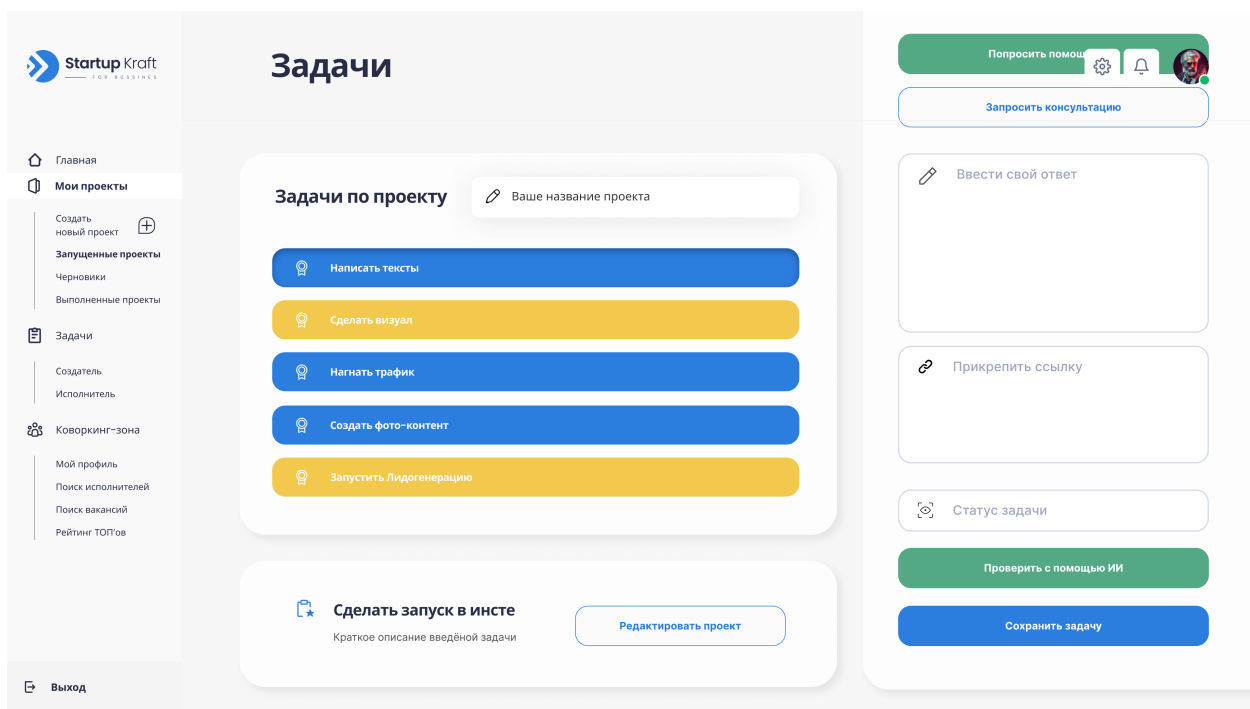 Startup Kraft
FOR BUSSINES
Главная
Мои проекты
Создать
новый проект
Запущенные проекты
Черновики
Выполненные проекты
Задачи
Создатель
Исполнитель
Коворкинг-зона
Мой профиль
Поиск исполнителей
Поиск вакансий
Рейтинг ТОП'ов
Выход
Задачи
Задачи по проекту
Ваше название проекта
Написать тексты
Сделать визуал
Нагнать трафик
Создать фото-контент
Запустить Лидогенерацию
Сделать запуск в инсте
Краткое описание введёной задачи
Редактировать проект
Попросить помощ
Запросить консультацию
Ввести свой ответ
Прикрепить ссылку
Статус задачи
Проверить с помощью ИИ
Сохранить задачу